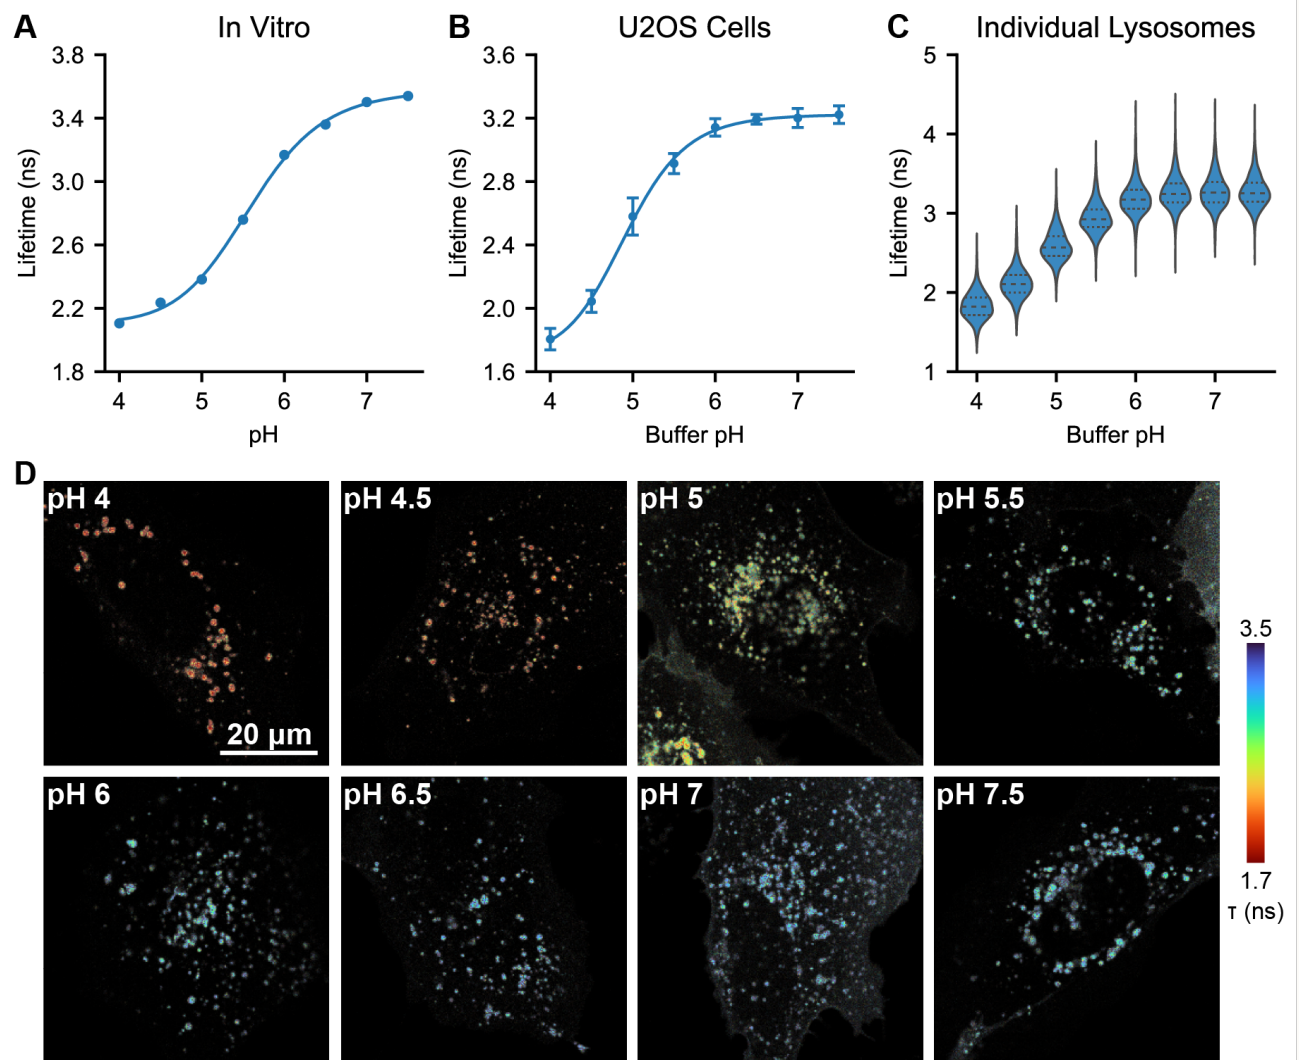 A In Vitro
3.8
3.4
3.0
2.6
2.2
1.8
Lifetime (ns)
4 5 6 7
pH
B U2OS Cells
3.6
3.2
2.8
2.4
2.0
1.6
Lifetime (ns)
4 5 6 7
Buffer pH
C Individual Lysosomes
5
4
3
2
1
Lifetime (ns)
4 5 6 7
Buffer pH
D
pH 4
20 µm
pH 4.5
pH 5
pH 5.5
pH 6
pH 6.5
pH 7
pH 7.5
3.5
1.7
τ (ns)